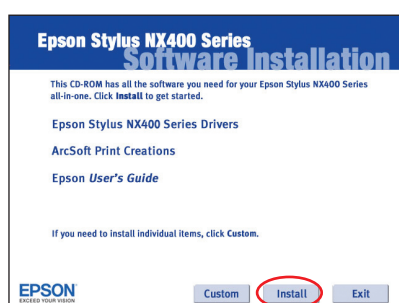 Epson Stylus NX400 Series
Software Installation
This CD-ROM has all the software you need for your Epson Stylus NX400 Series
all-in-one. Click Install to get started.
Epson Stylus NX400 Series Drivers
ArcSoft Print Creations
Epson User's Guide
If you need to install individual items, click Custom.
EPSON
EXCEED YOUR VISION
Custom
Install
Exit